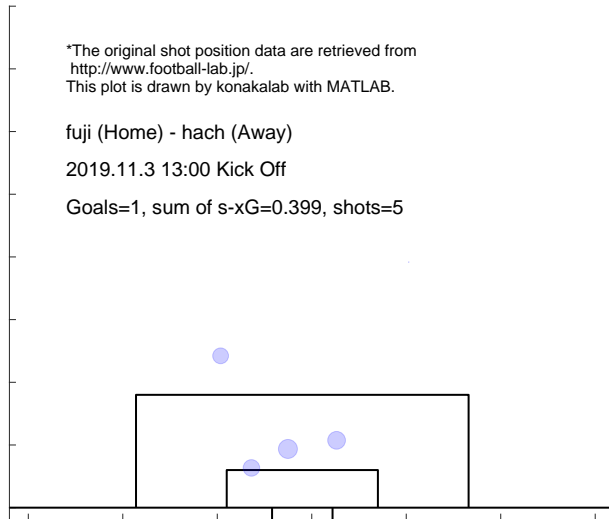 *The original shot position data are retrieved from
http://www.football-lab.jp/.
This plot is drawn by konakalab with MATLAB.
fuji (Home) - hach (Away)
2019.11.3 13:00 Kick Off
Goals=1, sum of s-xG=0.399, shots=5